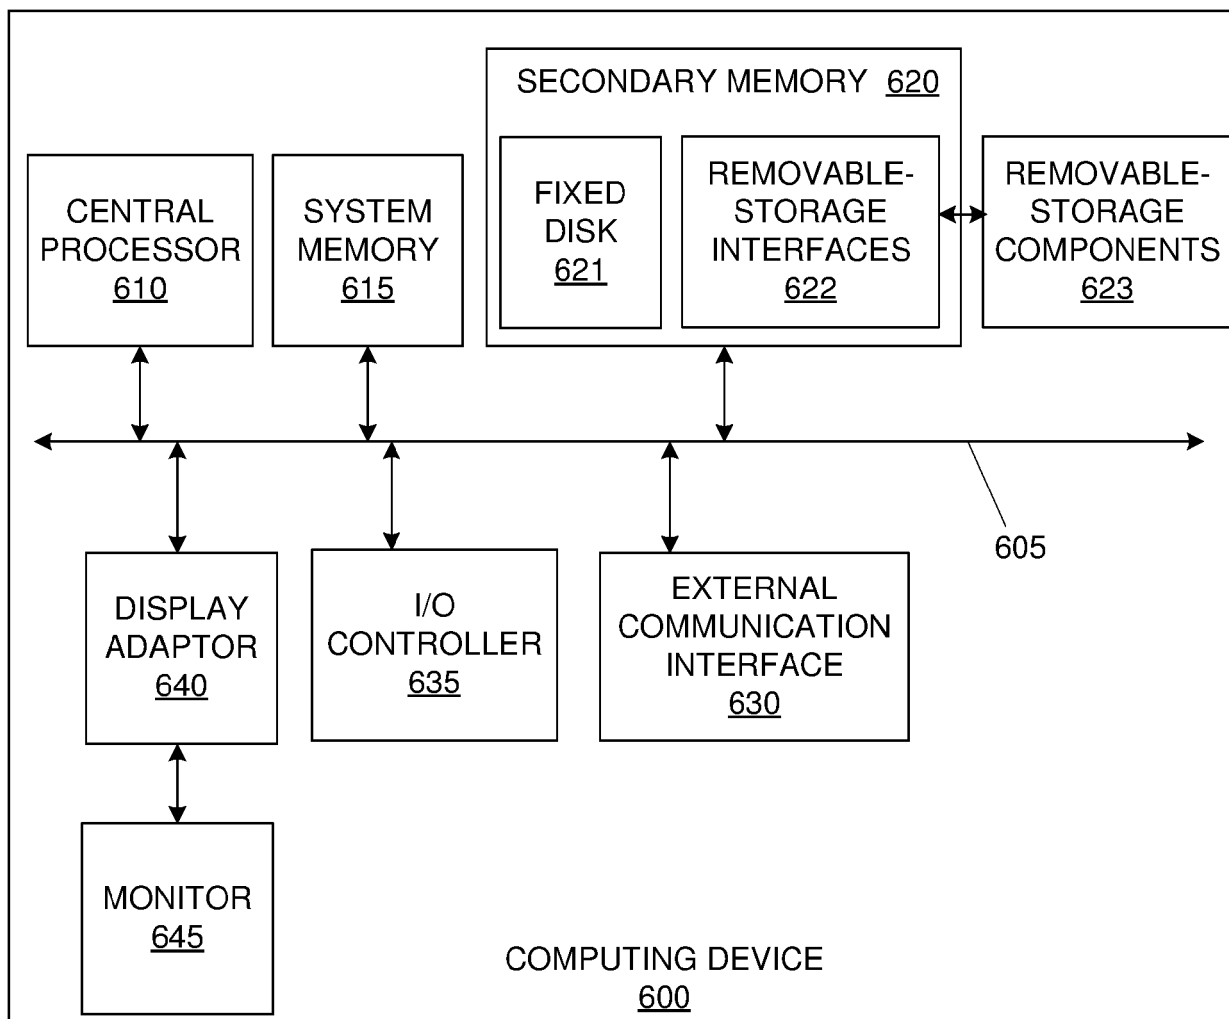 SECONDARY MEMORY 620
CENTRAL
PROCESSOR
610
SYSTEM
MEMORY
615
FIXED
DISK
621
REMOVABLE-
STORAGE
INTERFACES
622
REMOVABLE-
STORAGE
COMPONENTS
623
605
DISPLAY
ADAPTOR
640
I/O
CONTROLLER
635
EXTERNAL
COMMUNICATION
INTERFACE
630
MONITOR
645
COMPUTING DEVICE
600